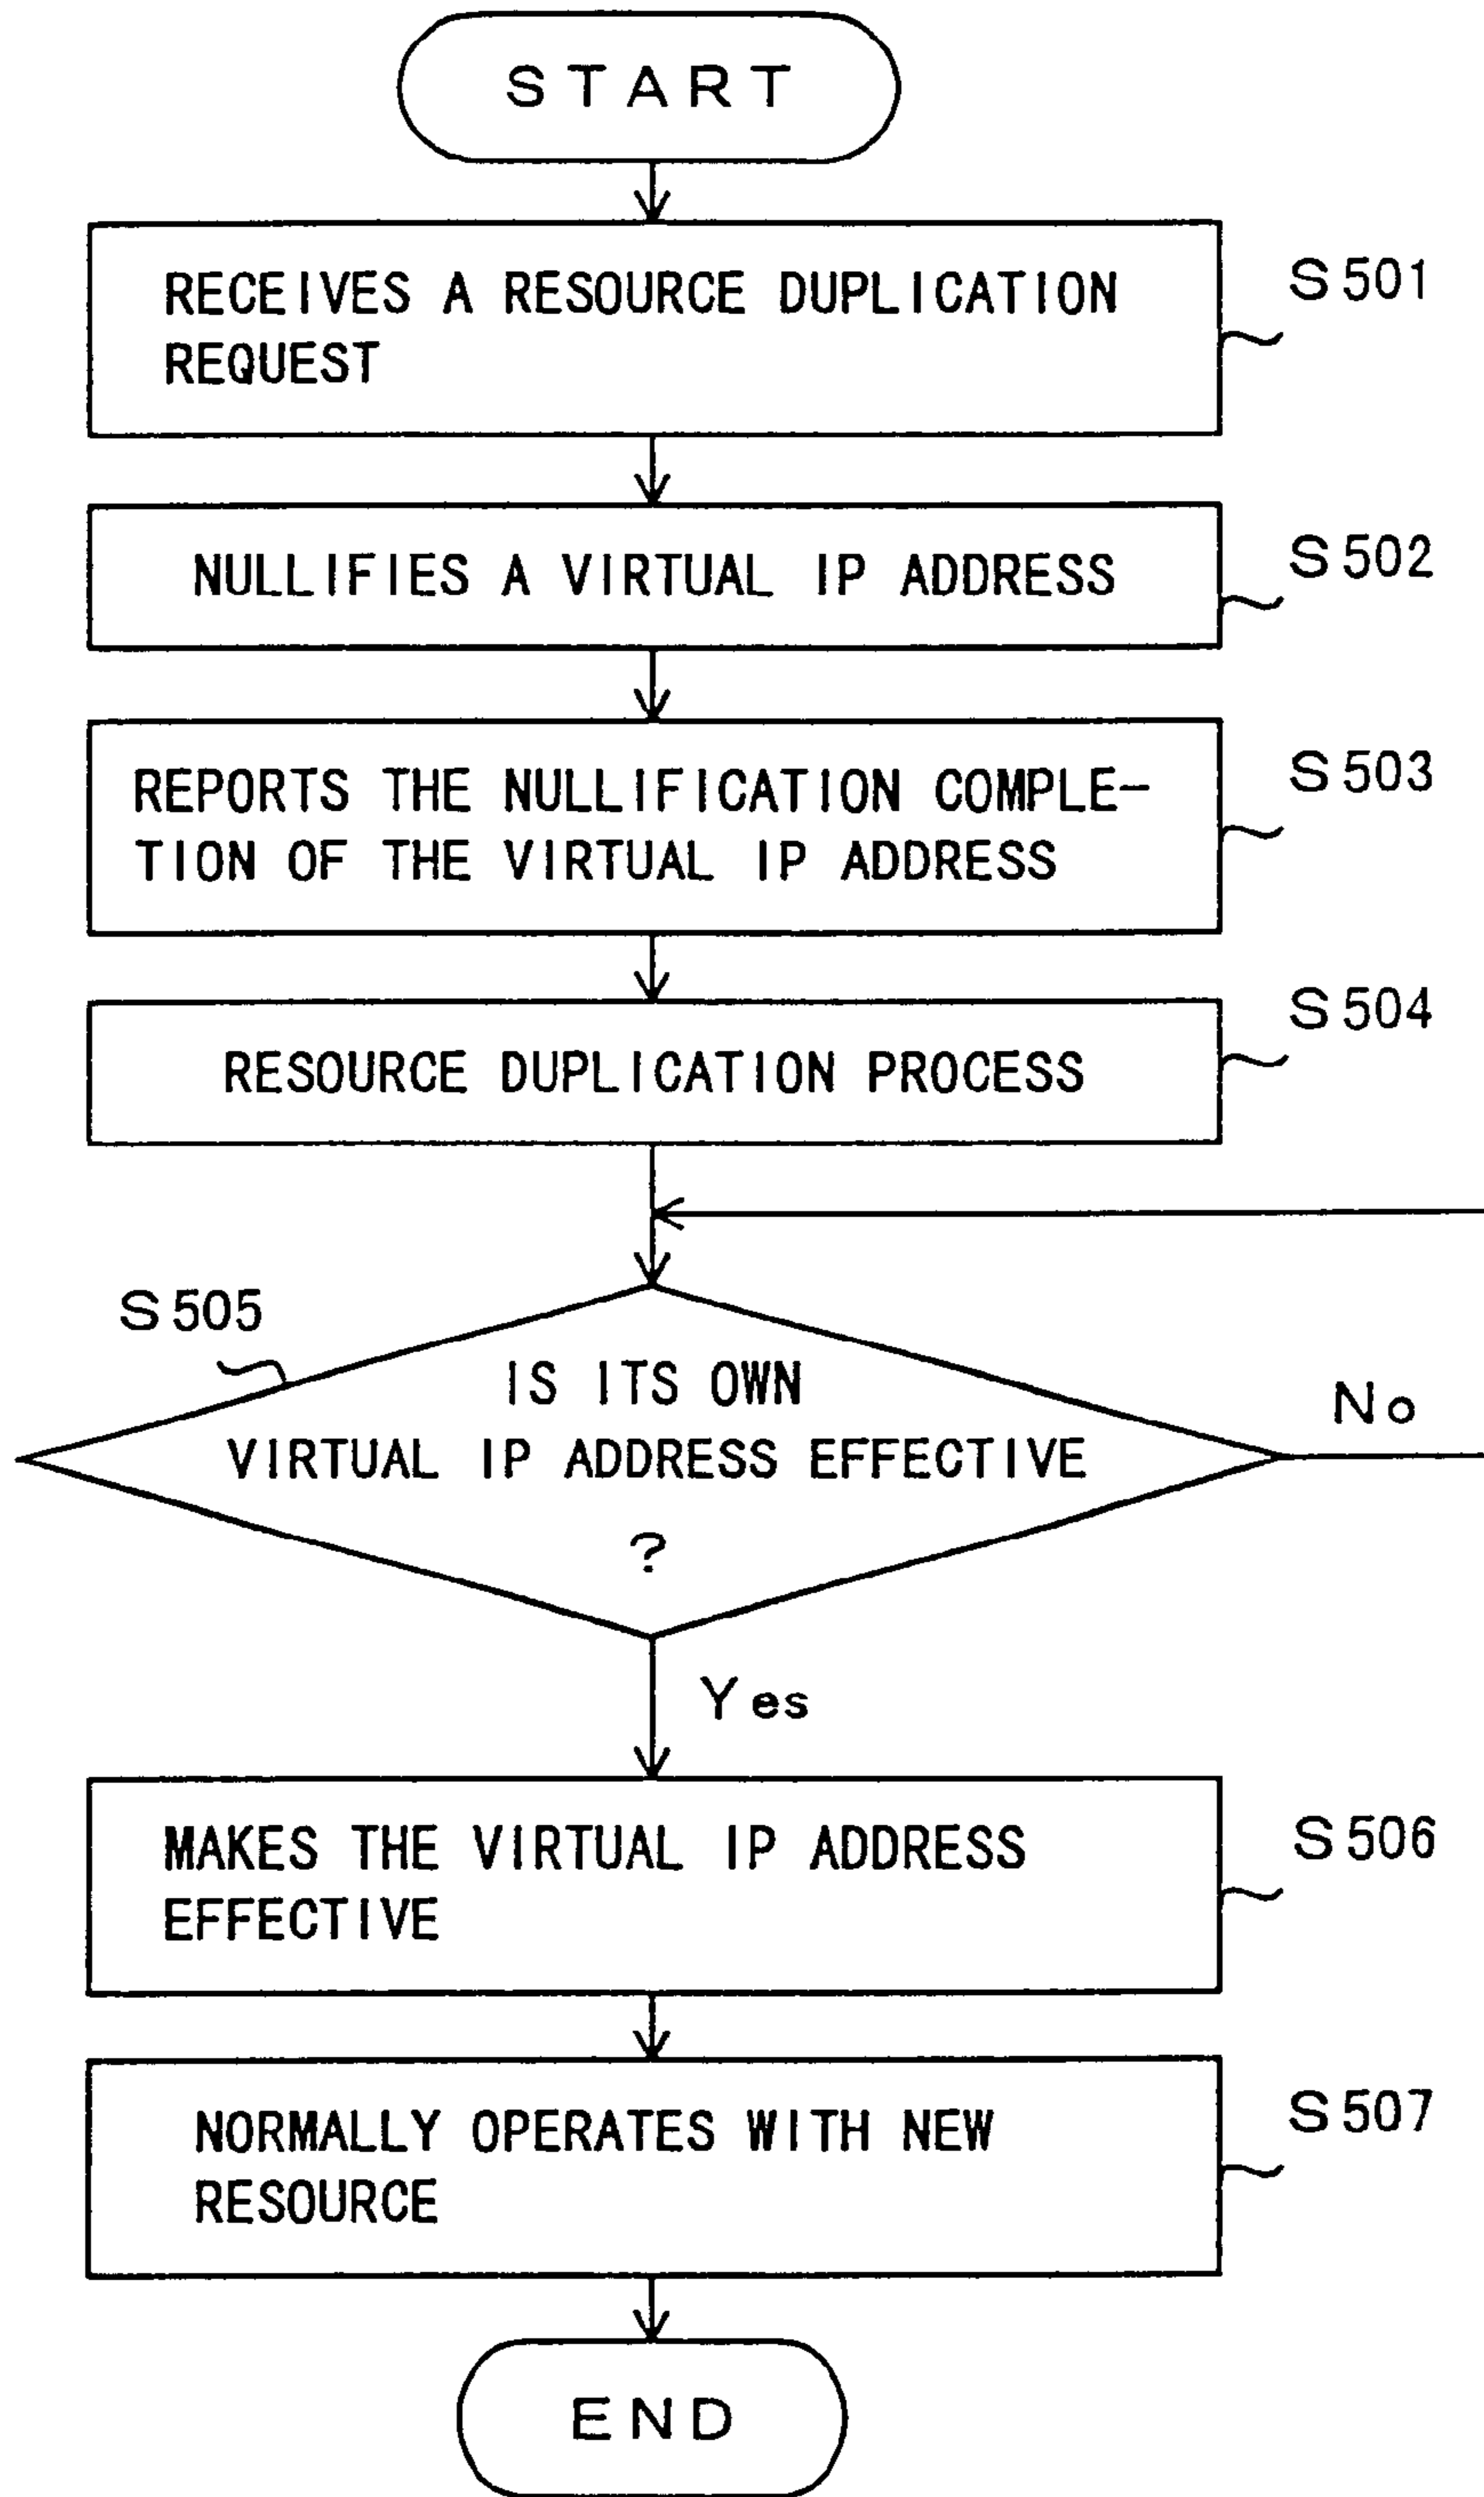 START
RECEIVES A RESOURCE DUPLICATION
REQUEST
S501
NULLIFIES A VIRTUAL IP ADDRESS
S502
REPORTS THE NULLIFICATION COMPLE-
TION OF THE VIRTUAL IP ADDRESS
S503
RESOURCE DUPLICATION PROCESS
S504
S505
IS ITS OWN
VIRTUAL IP ADDRESS EFFECTIVE
?
No
Yes
MAKES THE VIRTUAL IP ADDRESS
EFFECTIVE
S506
NORMALLY OPERATES WITH NEW
RESOURCE
S507
END